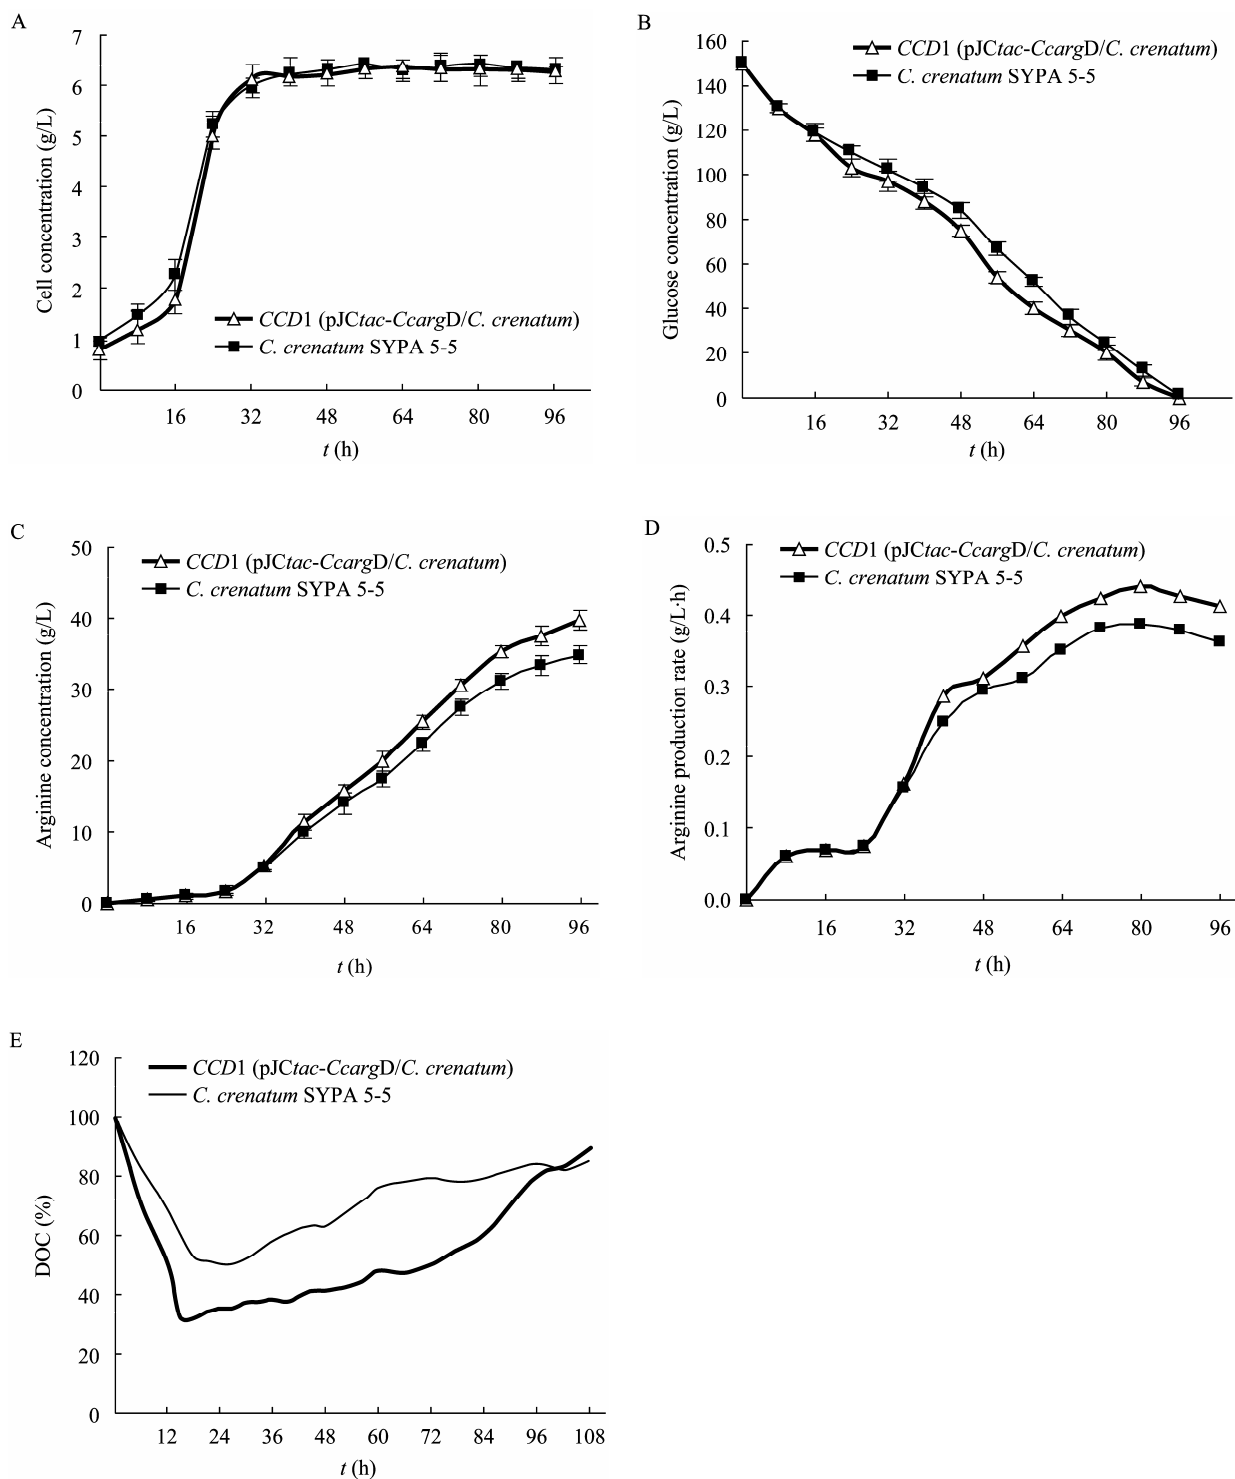 A
7
6
5
4
3
2
1
0
Cell concentration (g/L)
CCD1 (pJCtac-CcargD/C. crenatum)
C. crenatum SYPA 5-5
16 32 48 64 80 96
t (h)
B
160
140
120
100
80
60
40
20
0
Glucose concentration (g/L)
CCD1 (pJCtac-CcargD/C. crenatum)
C. crenatum SYPA 5-5
16 32 48 64 80 96
t (h)
C
50
40
30
20
10
0
Arginine concentration (g/L)
CCD1 (pJCtac-CcargD/C. crenatum)
C. crenatum SYPA 5-5
16 32 48 64 80 96
t (h)
D
0.5
0.4
0.3
0.2
0.1
0.0
Arginine production rate (g/L·h)
CCD1 (pJCtac-CcargD/C. crenatum)
C. crenatum SYPA 5-5
16 32 48 64 80 96
t (h)
E
120
100
80
60
40
20
0
DOC (%)
CCD1 (pJCtac-CcargD/C. crenatum)
C. crenatum SYPA 5-5
12 24 36 48 60 72 84 96 108
t (h)